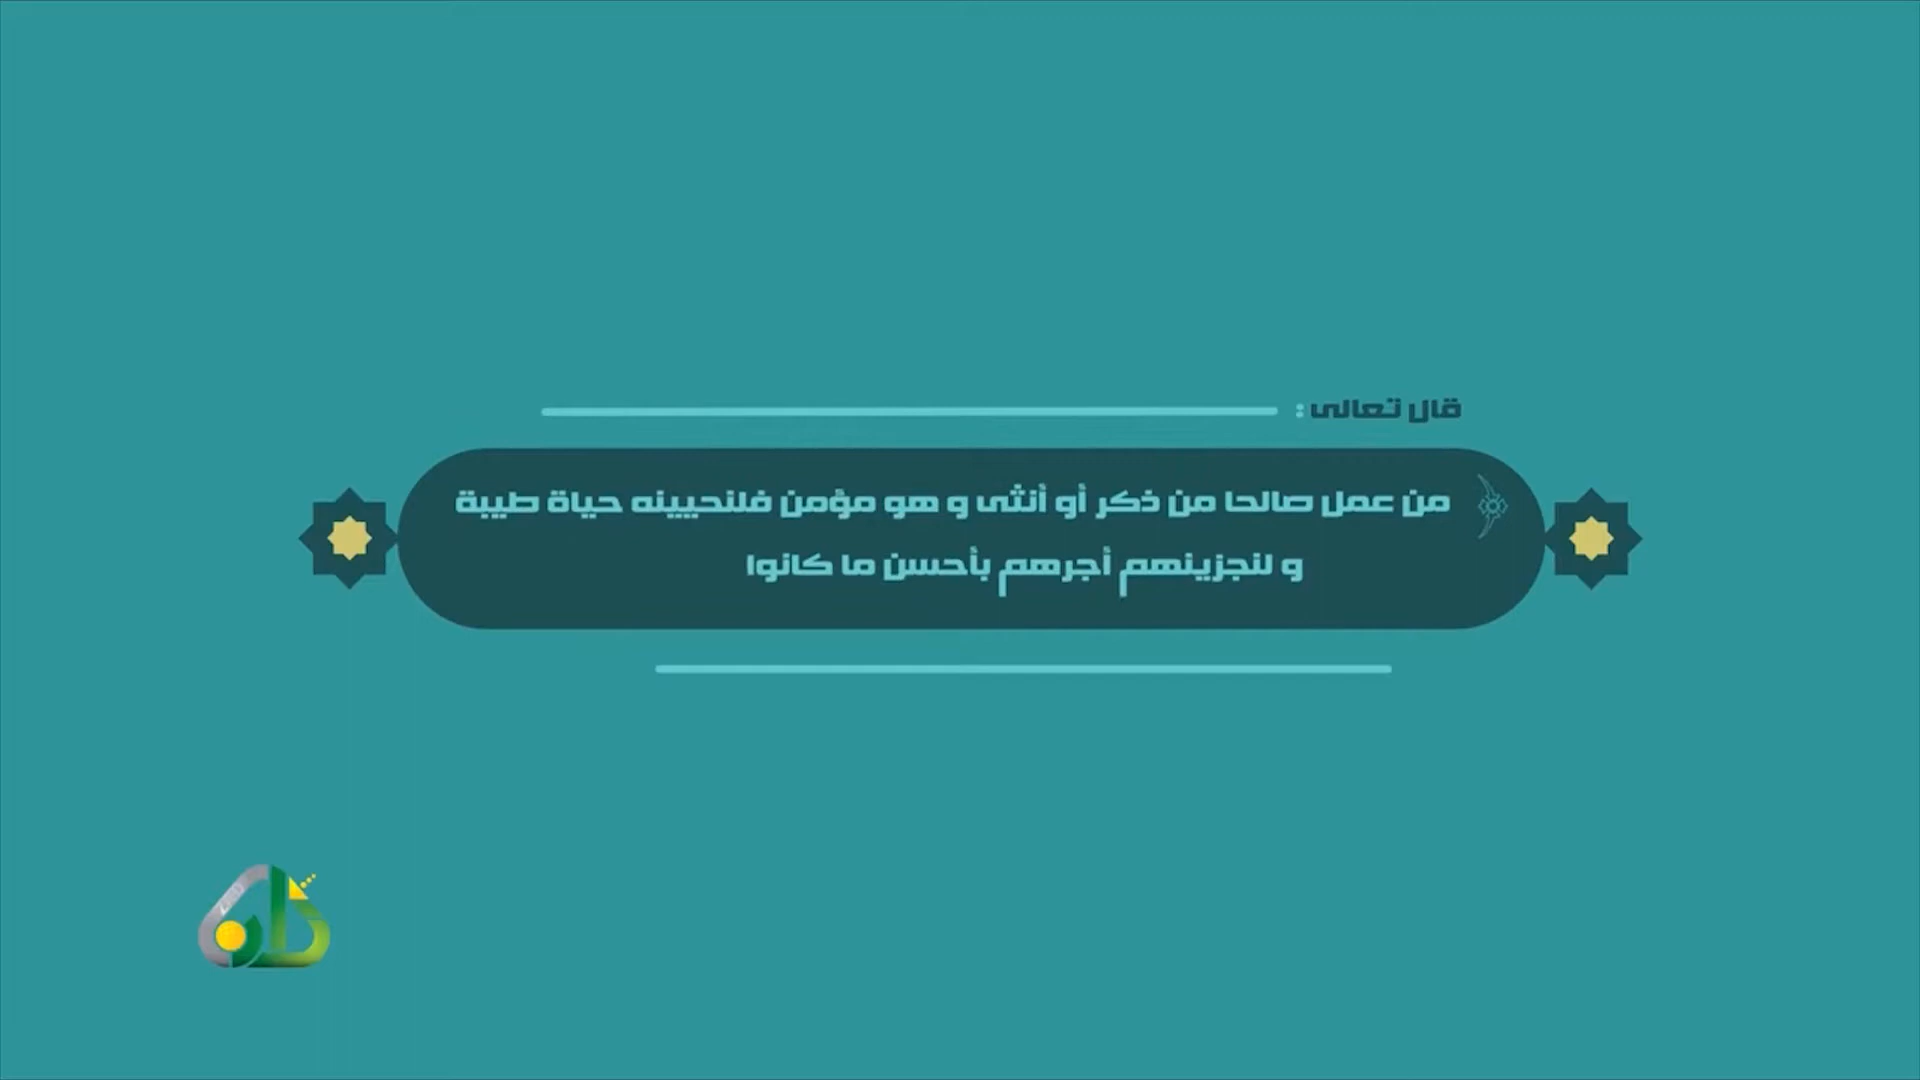 قال تعالى :
من عمل صالحا من ذكر أو أنثى و هو مؤمن فلنحيينه حياة طيبة
و لنجزينهم أجرهم بأحسن ما كانوا